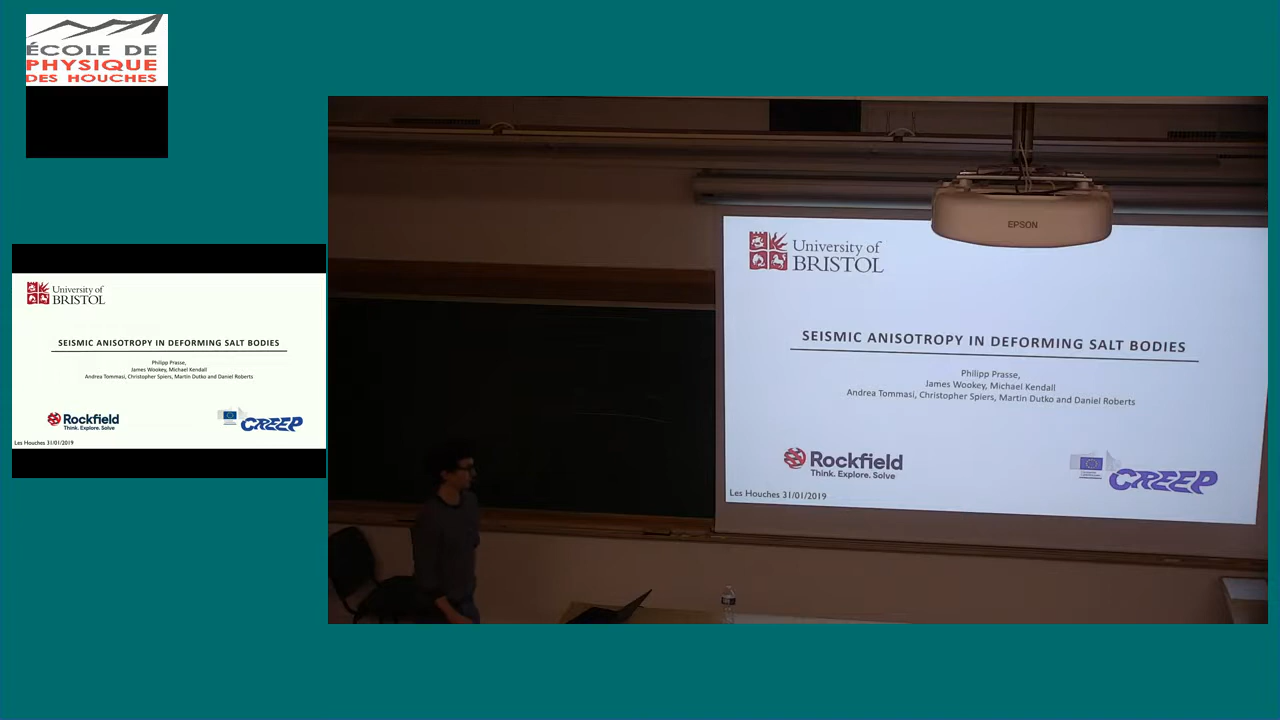 ÉCOLE DE
PHYSIQUE
DES HOUCHES
University of
BRISTOL
SEISMIC ANISOTROPY IN DEFORMING SALT BODIES
Philipp Prasse,
James Wookey, Michael Kendall
Andrea Tommasi, Christopher Spiers, Martin Dutko and Daniel Roberts
Rockfield
Think. Explore. Solve
CREEP
Les Houches 31/01/2019
EPSON
University of
BRISTOL
SEISMIC ANISOTROPY IN DEFORMING SALT BODIES
Philipp Prasse,
James Wookey, Michael Kendall
Andrea Tommasi, Christopher Spiers, Martin Dutko and Daniel Roberts
Rockfield
Think. Explore. Solve
CREEP
Les Houches 31/01/2019